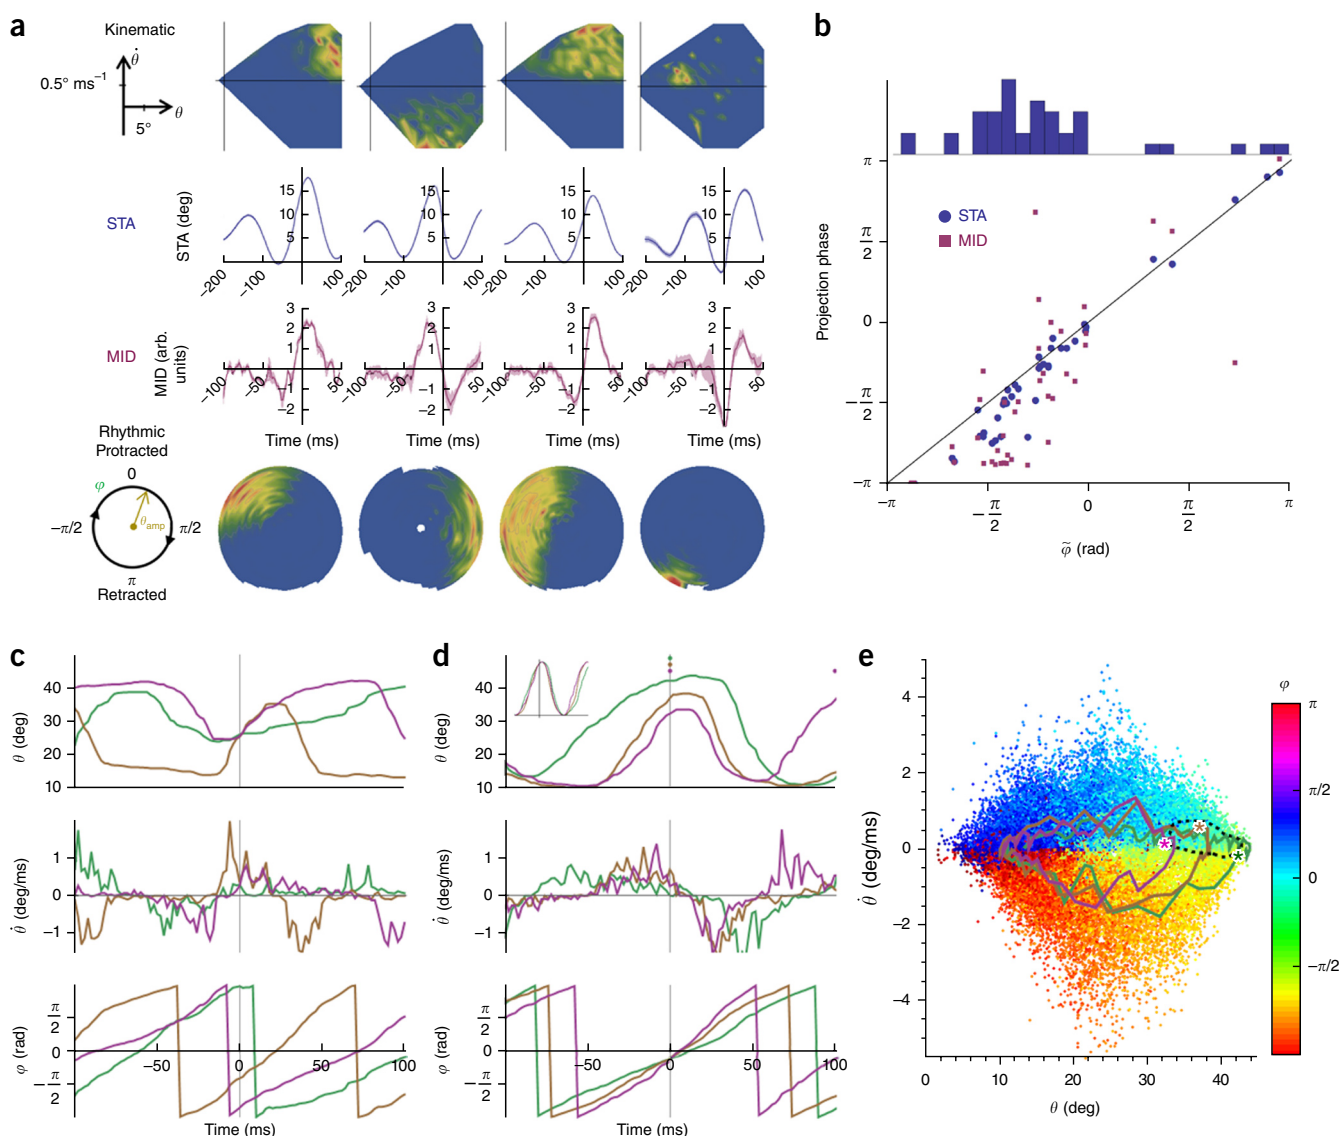 a
Kinematic
θ̇
0.5° ms⁻¹
θ
5°
STA
STA (deg)
15
10
5
−200
−100
100
15
10
5
−200
−100
100
15
10
5
−200
−100
100
15
10
5
−200
−100
100
MID
MID (arb. units)
3
2
1
−1
−2
−100
−50
50
3
2
1
−1
−2
−100
−50
50
3
2
1
−1
−2
−100
−50
50
3
2
1
−1
−2
−100
−50
50
Time (ms)
Time (ms)
Time (ms)
Time (ms)
Rhythmic
Protracted
0
φ
θamp
−π/2
π/2
π
Retracted
b
Projection phase
π
π/2
0
−π/2
−π
STA
MID
−π
−π/2
0
π/2
π
φ̃ (rad)
c
θ (deg)
40
30
20
10
θ̇ (deg/ms)
1
0
−1
φ (rad)
π/2
0
−π/2
−50
0
50
100
Time (ms)
d
θ (deg)
40
30
20
10
θ̇ (deg/ms)
1
0
−1
φ (rad)
π/2
0
−π/2
−50
0
50
100
Time (ms)
e
θ̇ (deg/ms)
4
2
0
−2
−4
0
10
20
30
40
θ (deg)
φ
π
π/2
0
−π/2